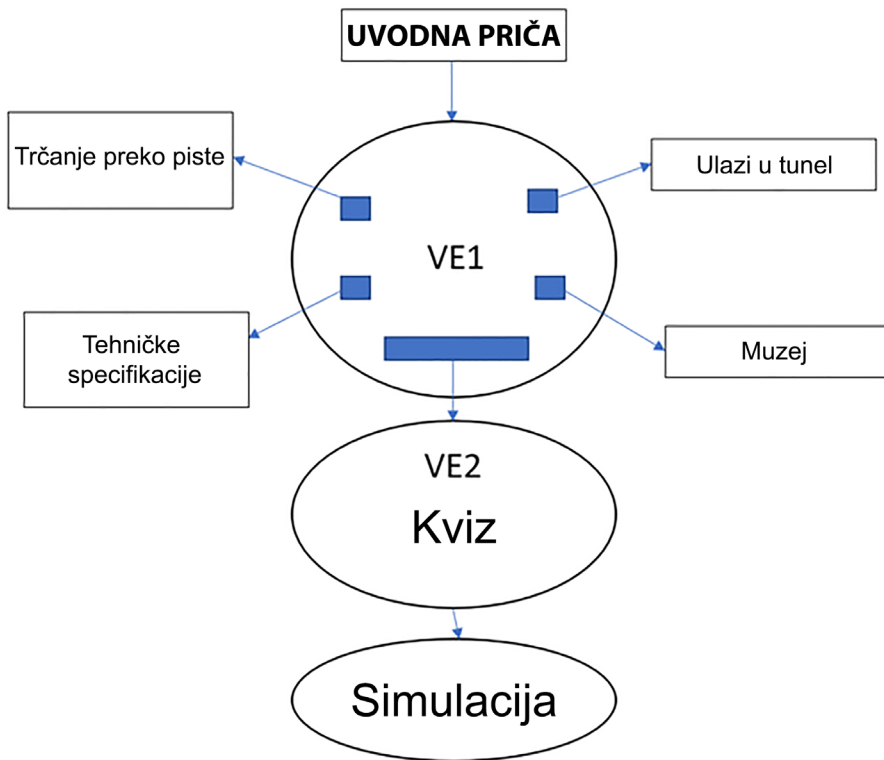 UVODNA PRIČA
Trčanje preko piste
Ulazi u tunel
VE1
Tehničke
specifikacije
Muzej
VE2
Kviz
Simulacija